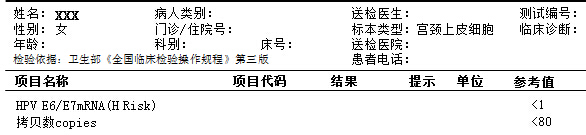 姓名: XXX 病人类别: 送检医生: 测试编号:
性别: 女 门诊/住院号: 标本类型: 宫颈上皮细胞 临床诊断:
年龄: 科别: 床号: 送检医院:
检验依据: 卫生部《全国临床检验操作规程》第三版 患者电话:
项目名称 项目代码 结果 提示 单位 参考值
HPV E6/E7mRNA(H Risk) <1
拷贝数copies <80